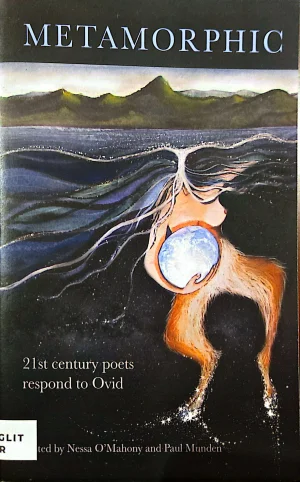 METAMORPHIC
21st century poets
respond to Ovid
GLIT
R
ted by Nessa O'Mahony and Paul Munden